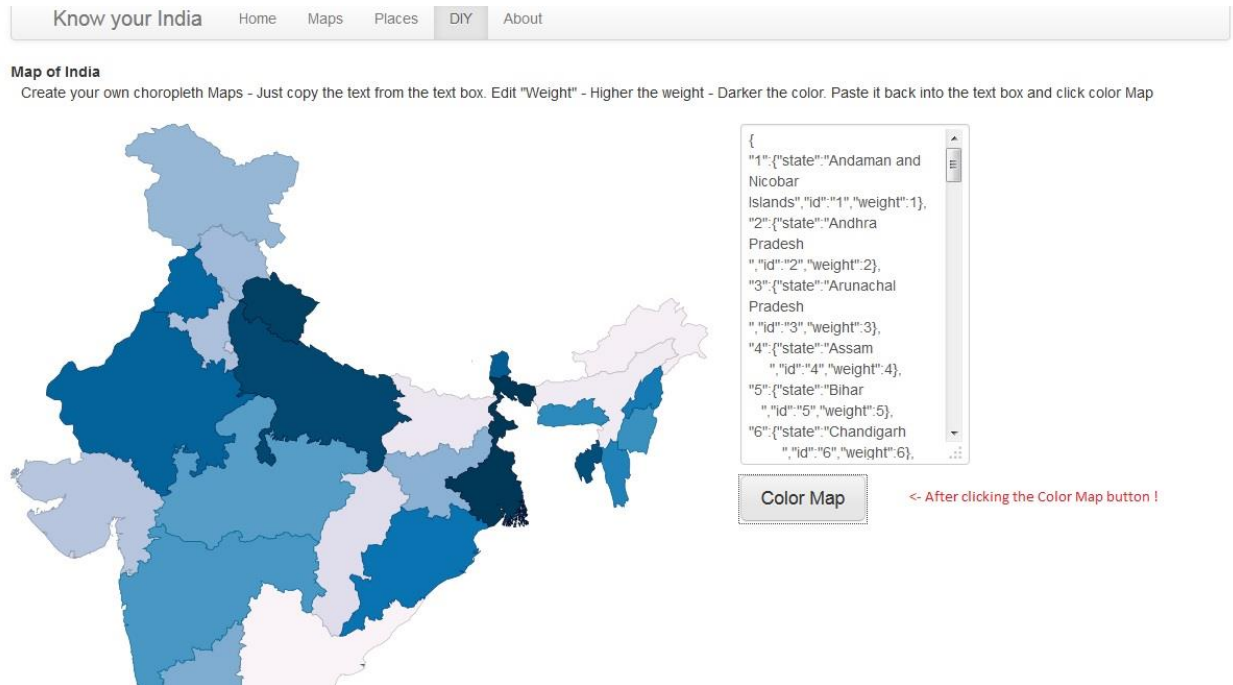 Know your India Home Maps Places DIY About
Map of India
Create your own choropleth Maps - Just copy the text from the text box. Edit "Weight" - Higher the weight - Darker the color. Paste it back into the text box and click color Map
{
"1":{"state":"Andaman and
Nicobar
Islands","id":"1","weight":1},
"2":{"state":"Andhra
Pradesh
","id":"2","weight":2},
"3":{"state":"Arunachal
Pradesh
","id":"3","weight":3},
"4":{"state":"Assam
","id":"4","weight":4},
"5":{"state":"Bihar
","id":"5","weight":5},
"6":{"state":"Chandigarh
","id":"6","weight":6},
Color Map
<- After clicking the Color Map button !